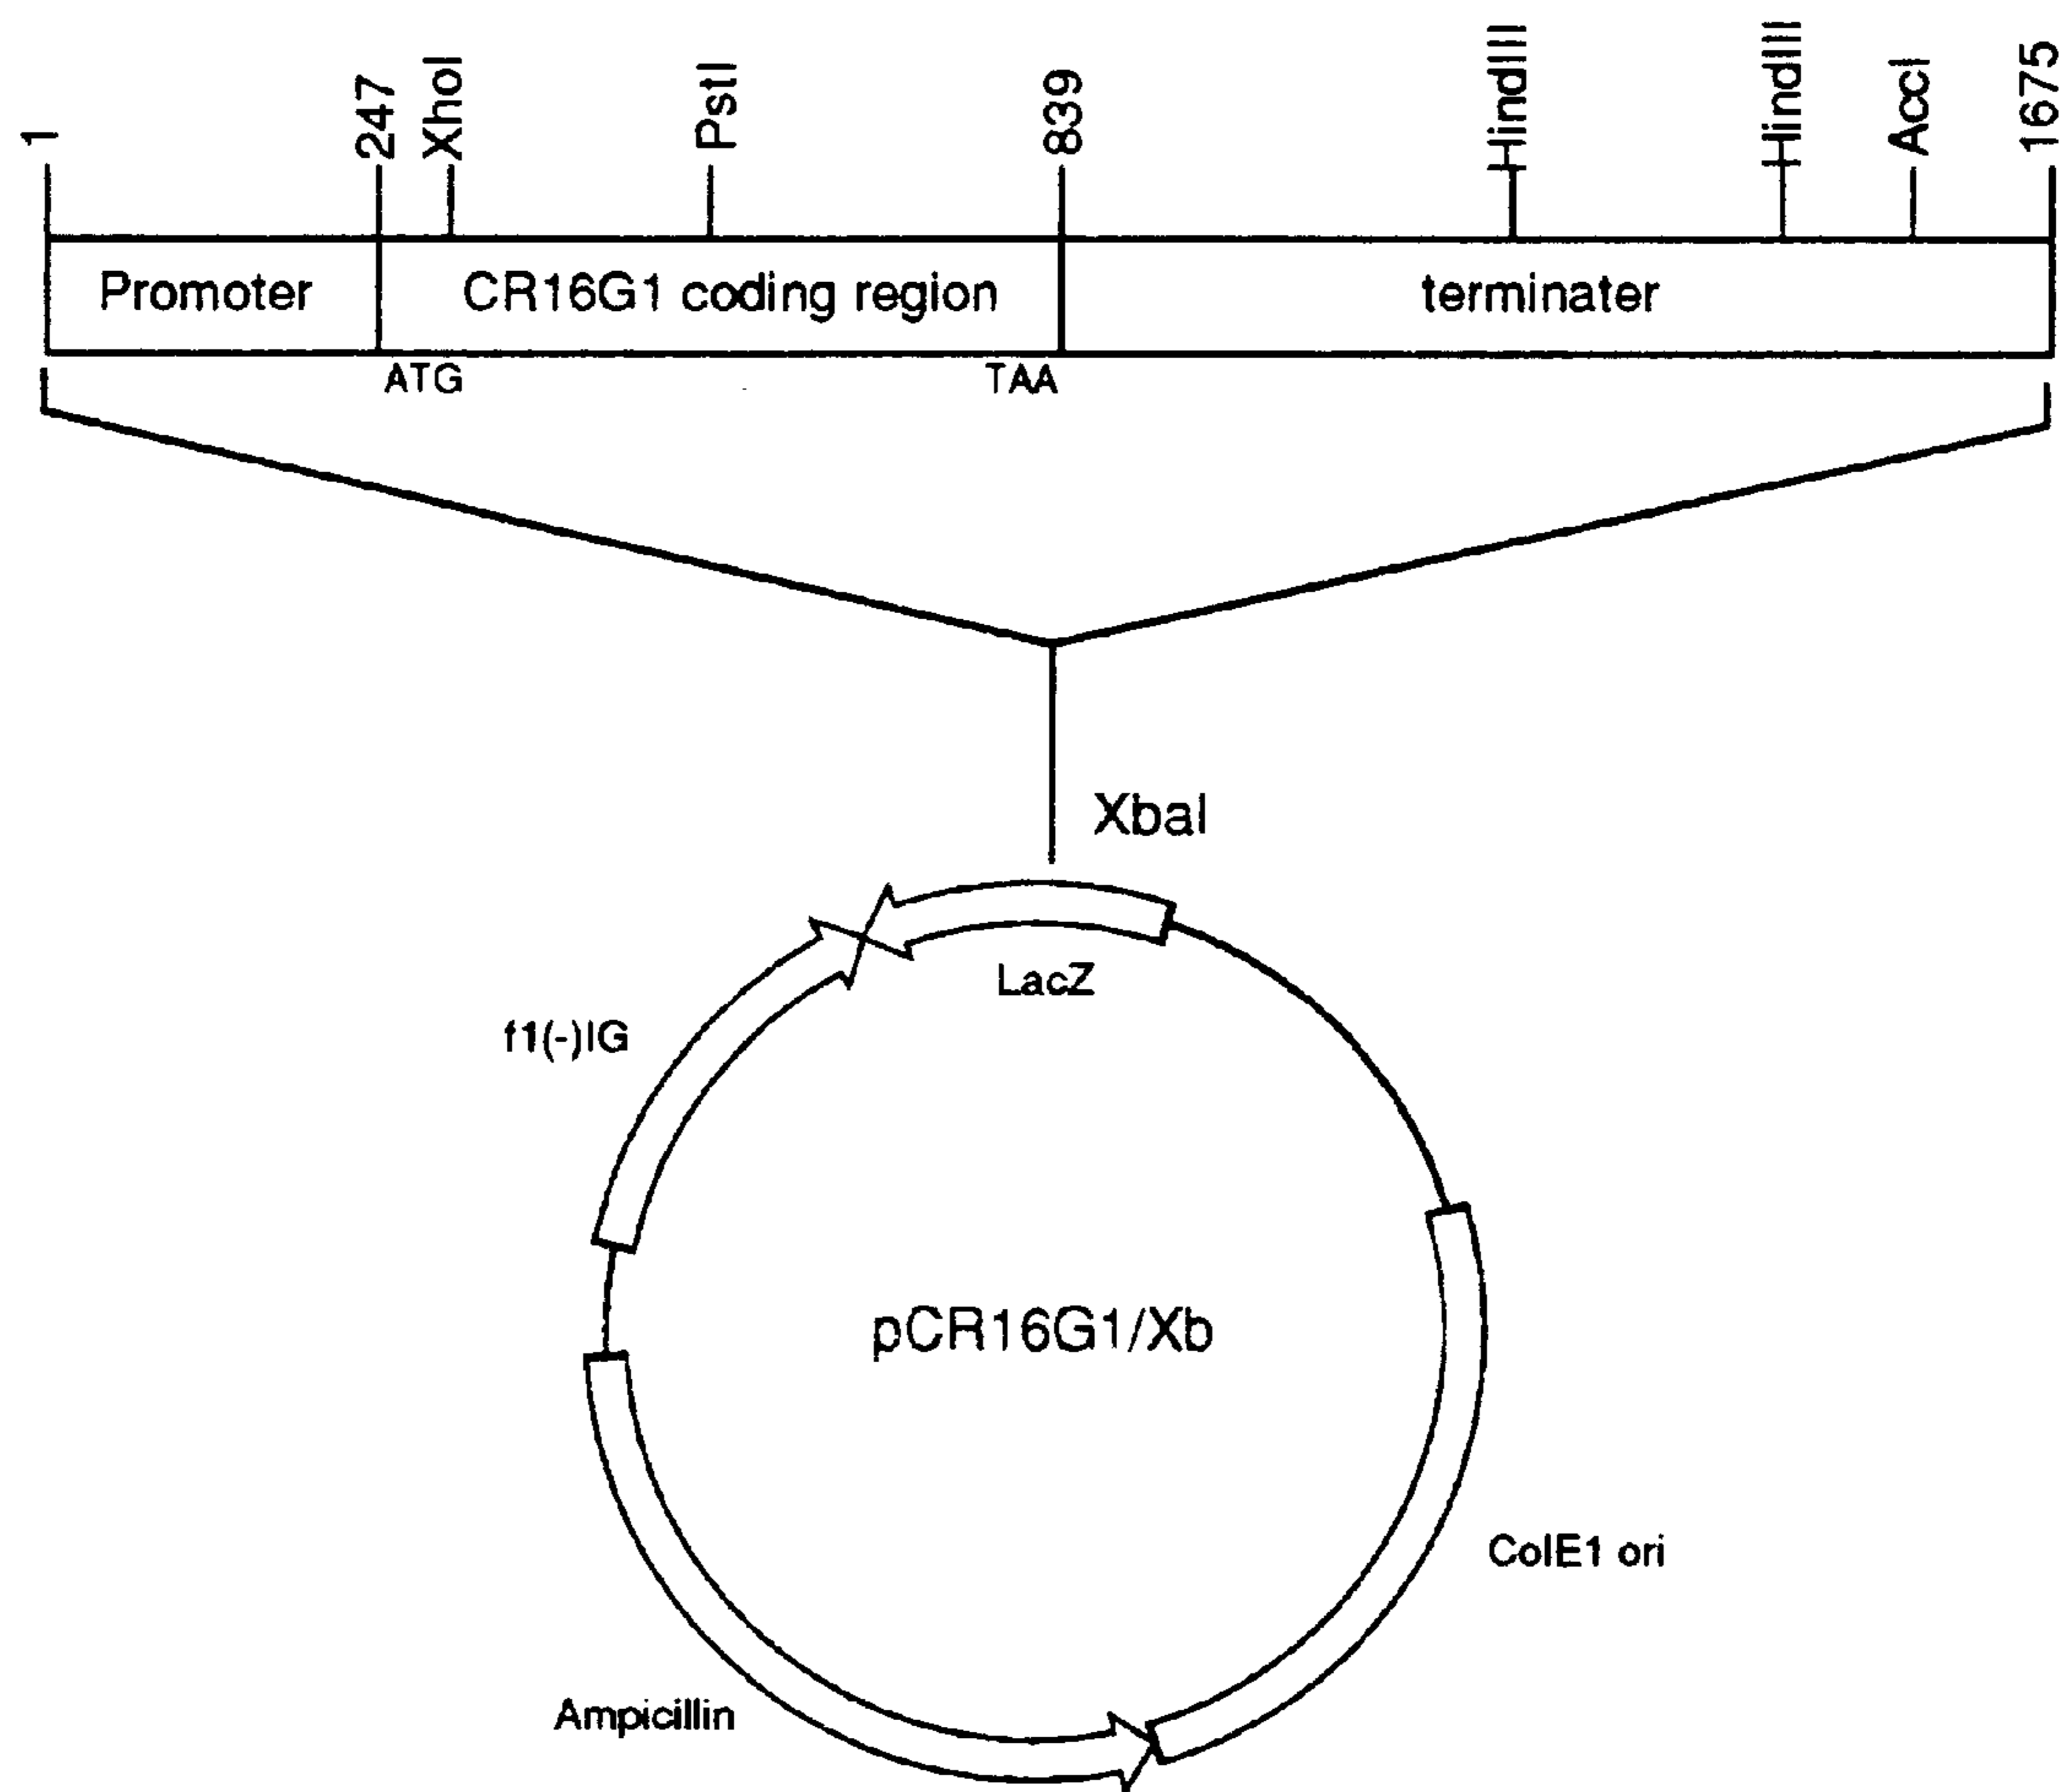 1
247
XhoI
PstI
839
HindIII
HindIII
AccI
1675
Promoter
CR16G1 coding region
terminater
ATG
TAA
XbaI
LacZ
f1(-)IG
pCR16G1/Xb
ColE1 ori
Ampicillin